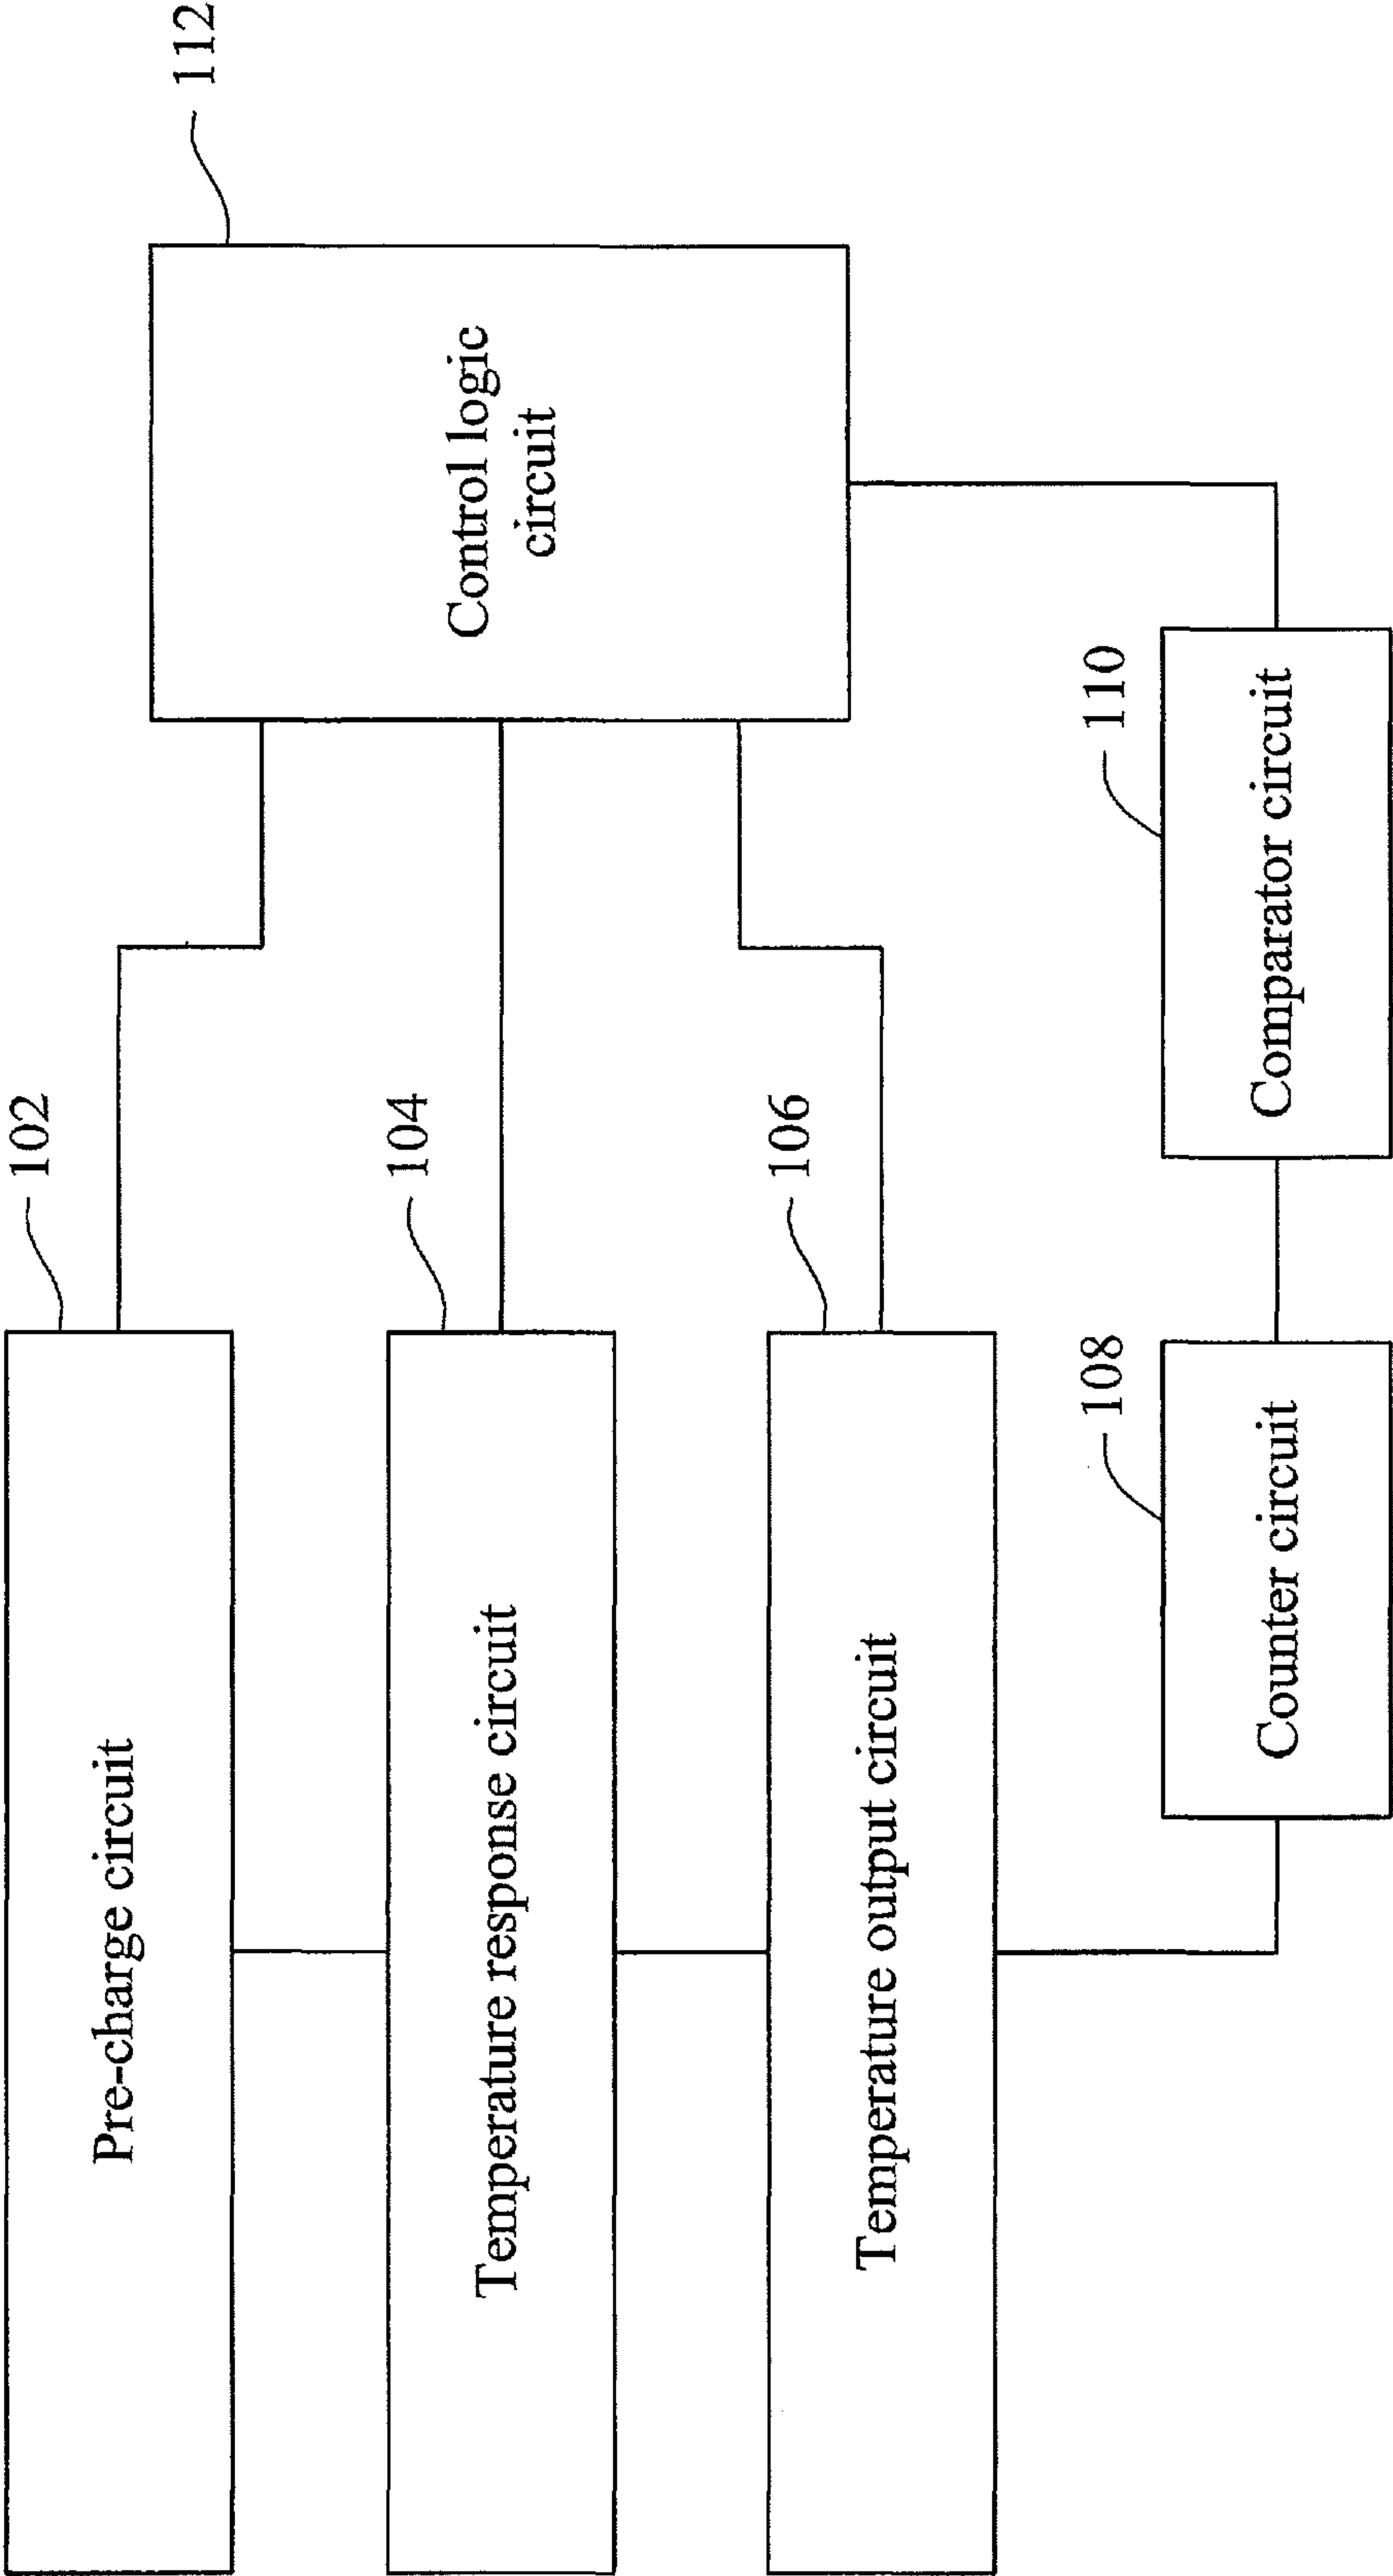 102
Pre-charge circuit
104
Temperature response circuit
106
Temperature output circuit
112
Control logic
circuit
108
Counter circuit
110
Comparator circuit